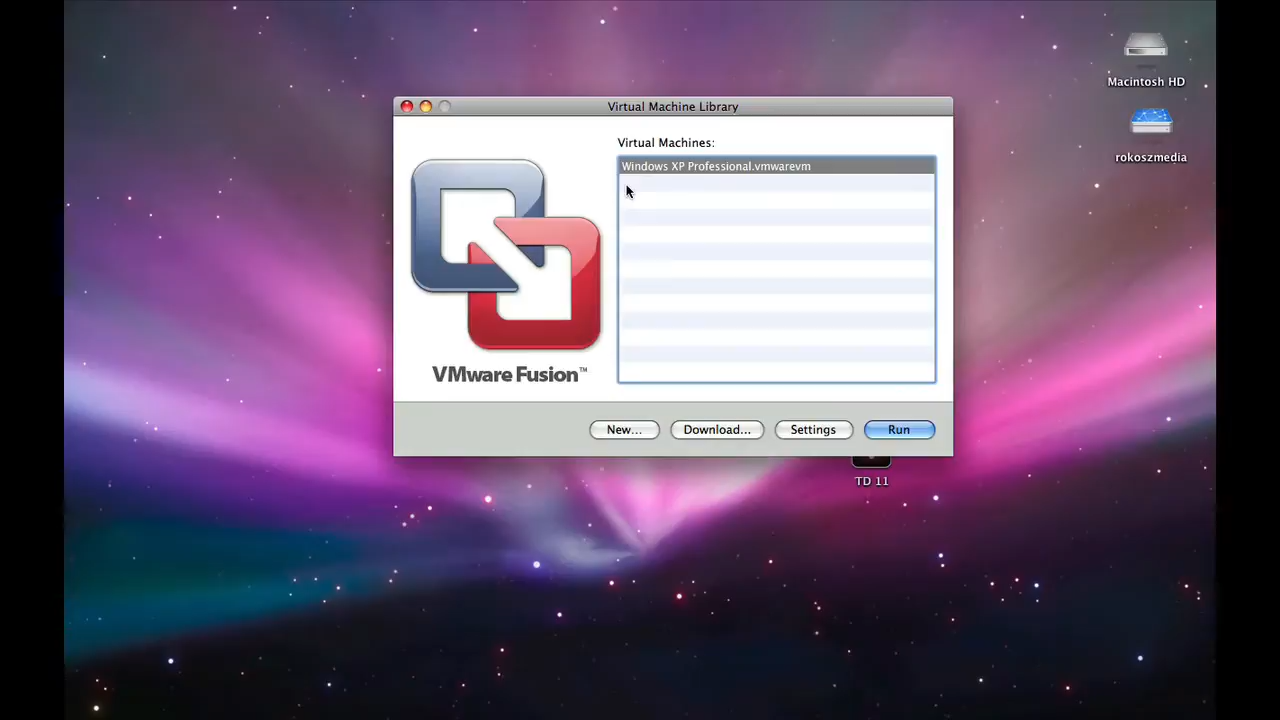 Macintosh HD
rokoszmedia
Virtual Machine Library
Virtual Machines:
Windows XP Professional.vmwarevm
VMware Fusion™
New...
Download...
Settings
Run
TD 11